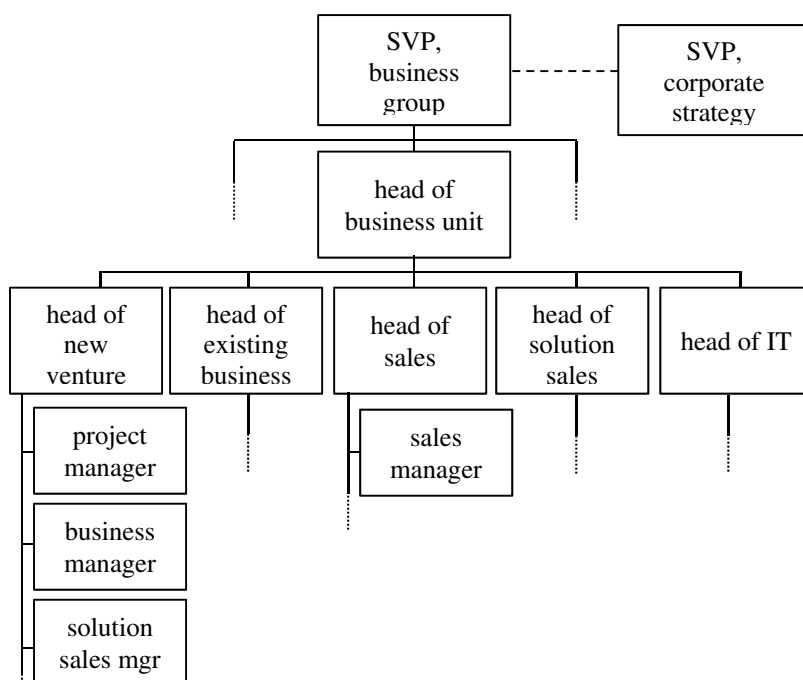 SVP,
business
group
SVP,
corporate
strategy
head of
business unit
head of
new
venture
head of
existing
business
head of
sales
head of
solution
sales
head of IT
project
manager
sales
manager
business
manager
solution
sales mgr